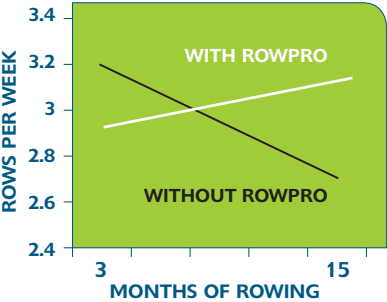 3.4
WITH ROWPRO
3.2
3
2.8
WITHOUT ROWPRO
2.6
2.4
ROWS PER WEEK
3 15
MONTHS OF ROWING